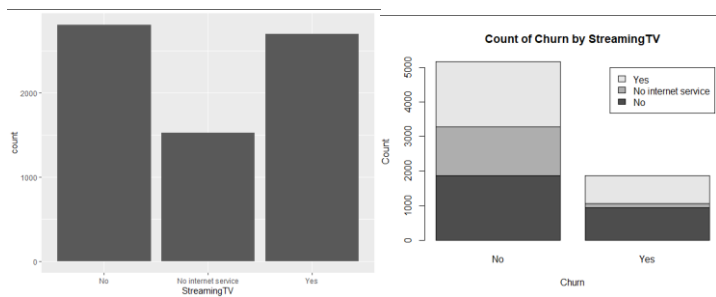 2000
1000
0
count
No
No internet service
Yes
StreamingTV
Count of Churn by StreamingTV
5000
4000
3000
2000
1000
0
Count
Yes
No internet service
No
No
Yes
Churn